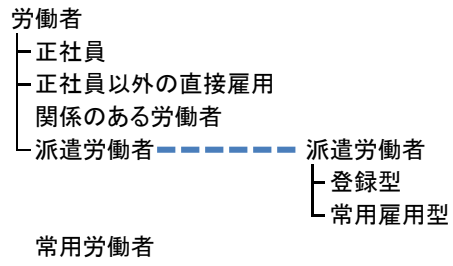 労働者
正社員
正社員以外の直接雇用
関係のある労働者
派遣労働者 派遣労働者
登録型
常用雇用型
常用労働者